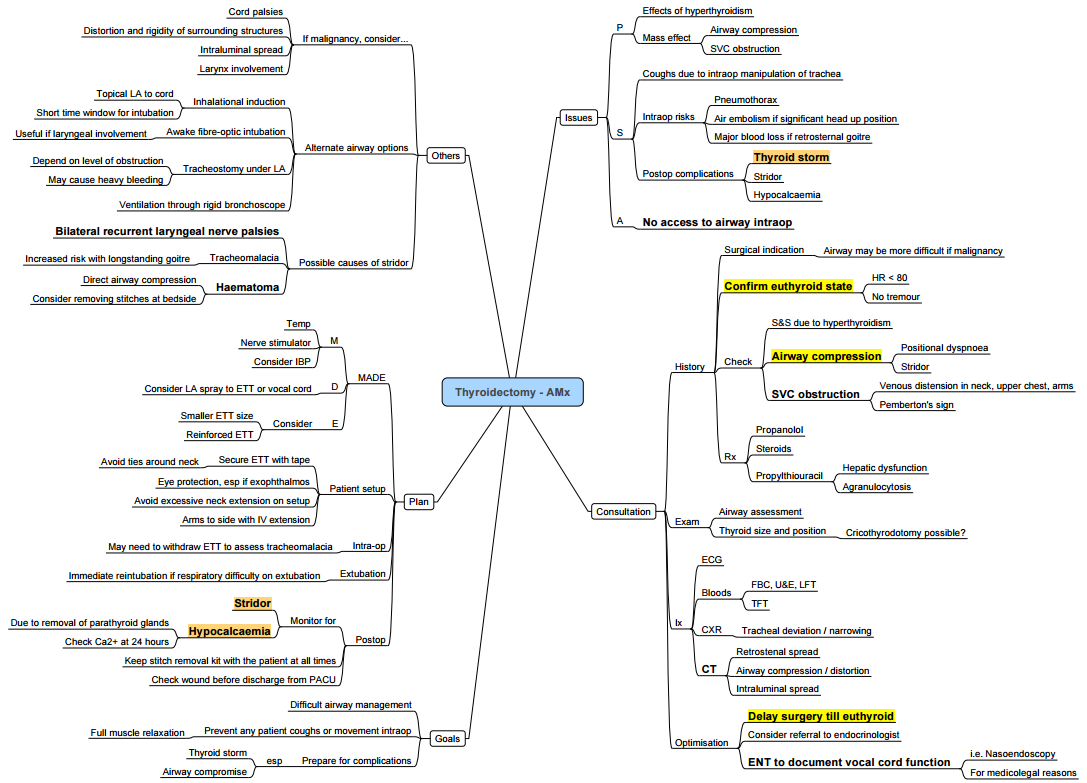 Thyroidectomy - AMx
Issues
P
Effects of hyperthyroidism
Mass effect
Airway compression
SVC obstruction
S
Coughs due to intraop manipulation of trachea
Intraop risks
Pneumothorax
Air embolism if significant head up position
Major blood loss if retrosternal goitre
Postop complications
Thyroid storm
Stridor
Hypocalcaemia
A
No access to airway intraop
Consultation
History
Surgical indication
Airway may be more difficult if malignancy
Confirm euthyroid state
HR < 80
No tremour
Check
S&S due to hyperthyroidism
Airway compression
Positional dyspnoea
Stridor
SVC obstruction
Venous distension in neck, upper chest, arms
Pemberton's sign
Rx
Propanolol
Steroids
Propylthiouracil
Hepatic dysfunction
Agranulocytosis
Exam
Airway assessment
Thyroid size and position
Cricothyrodotomy possible?
Ix
ECG
Bloods
FBC, U&E, LFT
TFT
CXR
Tracheal deviation / narrowing
CT
Retrostenal spread
Airway compression / distortion
Intraluminal spread
Optimisation
Delay surgery till euthyroid
Consider referral to endocrinologist
ENT to document vocal cord function
i.e. Nasoendoscopy
For medicolegal reasons
Others
If malignancy, consider...
Cord palsies
Distortion and rigidity of surrounding structures
Intraluminal spread
Larynx involvement
Alternate airway options
Inhalational induction
Topical LA to cord
Short time window for intubation
Awake fibre-optic intubation
Useful if laryngeal involvement
Tracheostomy under LA
Depend on level of obstruction
May cause heavy bleeding
Ventilation through rigid bronchoscope
Possible causes of stridor
Bilateral recurrent laryngeal nerve palsies
Tracheomalacia
Increased risk with longstanding goitre
Haematoma
Direct airway compression
Consider removing stitches at bedside
Plan
MADE
M
Temp
Nerve stimulator
Consider IBP
D
Consider LA spray to ETT or vocal cord
E
Consider
Smaller ETT size
Reinforced ETT
Patient setup
Secure ETT with tape
Avoid ties around neck
Eye protection, esp if exophthalmos
Avoid excessive neck extension on setup
Arms to side with IV extension
Intra-op
May need to withdraw ETT to assess tracheomalacia
Extubation
Immediate reintubation if respiratory difficulty on extubation
Postop
Monitor for
Stridor
Hypocalcaemia
Due to removal of parathyroid glands
Check Ca2+ at 24 hours
Keep stitch removal kit with the patient at all times
Check wound before discharge from PACU
Goals
Difficult airway management
Prevent any patient coughs or movement intraop
Full muscle relaxation
Prepare for complications
esp
Thyroid storm
Airway compromise